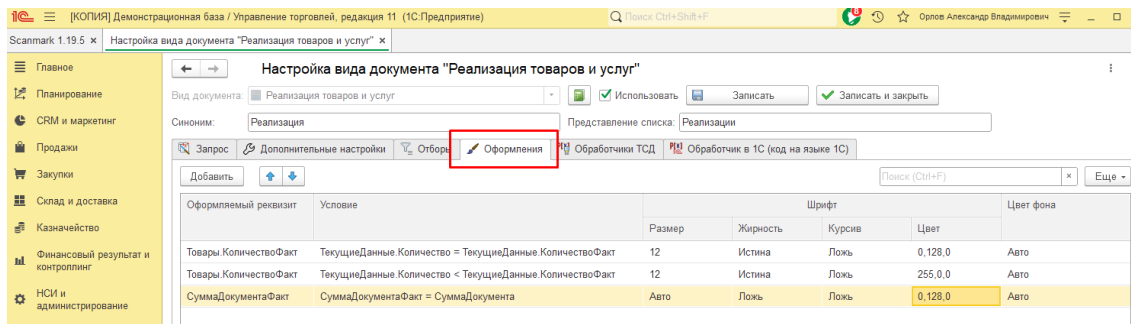 1С [КОПИЯ] Демонстрационная база / Управление торговлей, редакция 11 (1С:Предприятие) Поиск Ctrl+Shift+F 8 Орлов Александр Владимирович
Scanmark 1.19.5 × Настройка вида документа "Реализация товаров и услуг" ×
Главное
Планирование
CRM и маркетинг
Продажи
Закупки
Склад и доставка
Казначейство
Финансовый результат и
контроллинг
НСИ и
администрирование
Настройка вида документа "Реализация товаров и услуг"
Вид документа: Реализация товаров и услуг Использовать Записать Записать и закрыть
Синоним: Реализация Представление списка: Реализации
Запрос Дополнительные настройки Отборы Оформления Обработчики ТСД Обработчик в 1С (код на языке 1С)
Добавить Поиск (Ctrl+F) × Еще
Оформляемый реквизит Условие Шрифт Цвет фона
Размер Жирность Курсив Цвет
Товары.КоличествоФакт ТекущиеДанные.Количество = ТекущиеДанные.КоличествоФакт 12 Истина Ложь 0,128,0 Авто
Товары.КоличествоФакт ТекущиеДанные.Количество < ТекущиеДанные.КоличествоФакт 12 Истина Ложь 255,0,0 Авто
СуммаДокументаФакт СуммаДокументаФакт = СуммаДокумента Авто Ложь Ложь 0,128,0 Авто